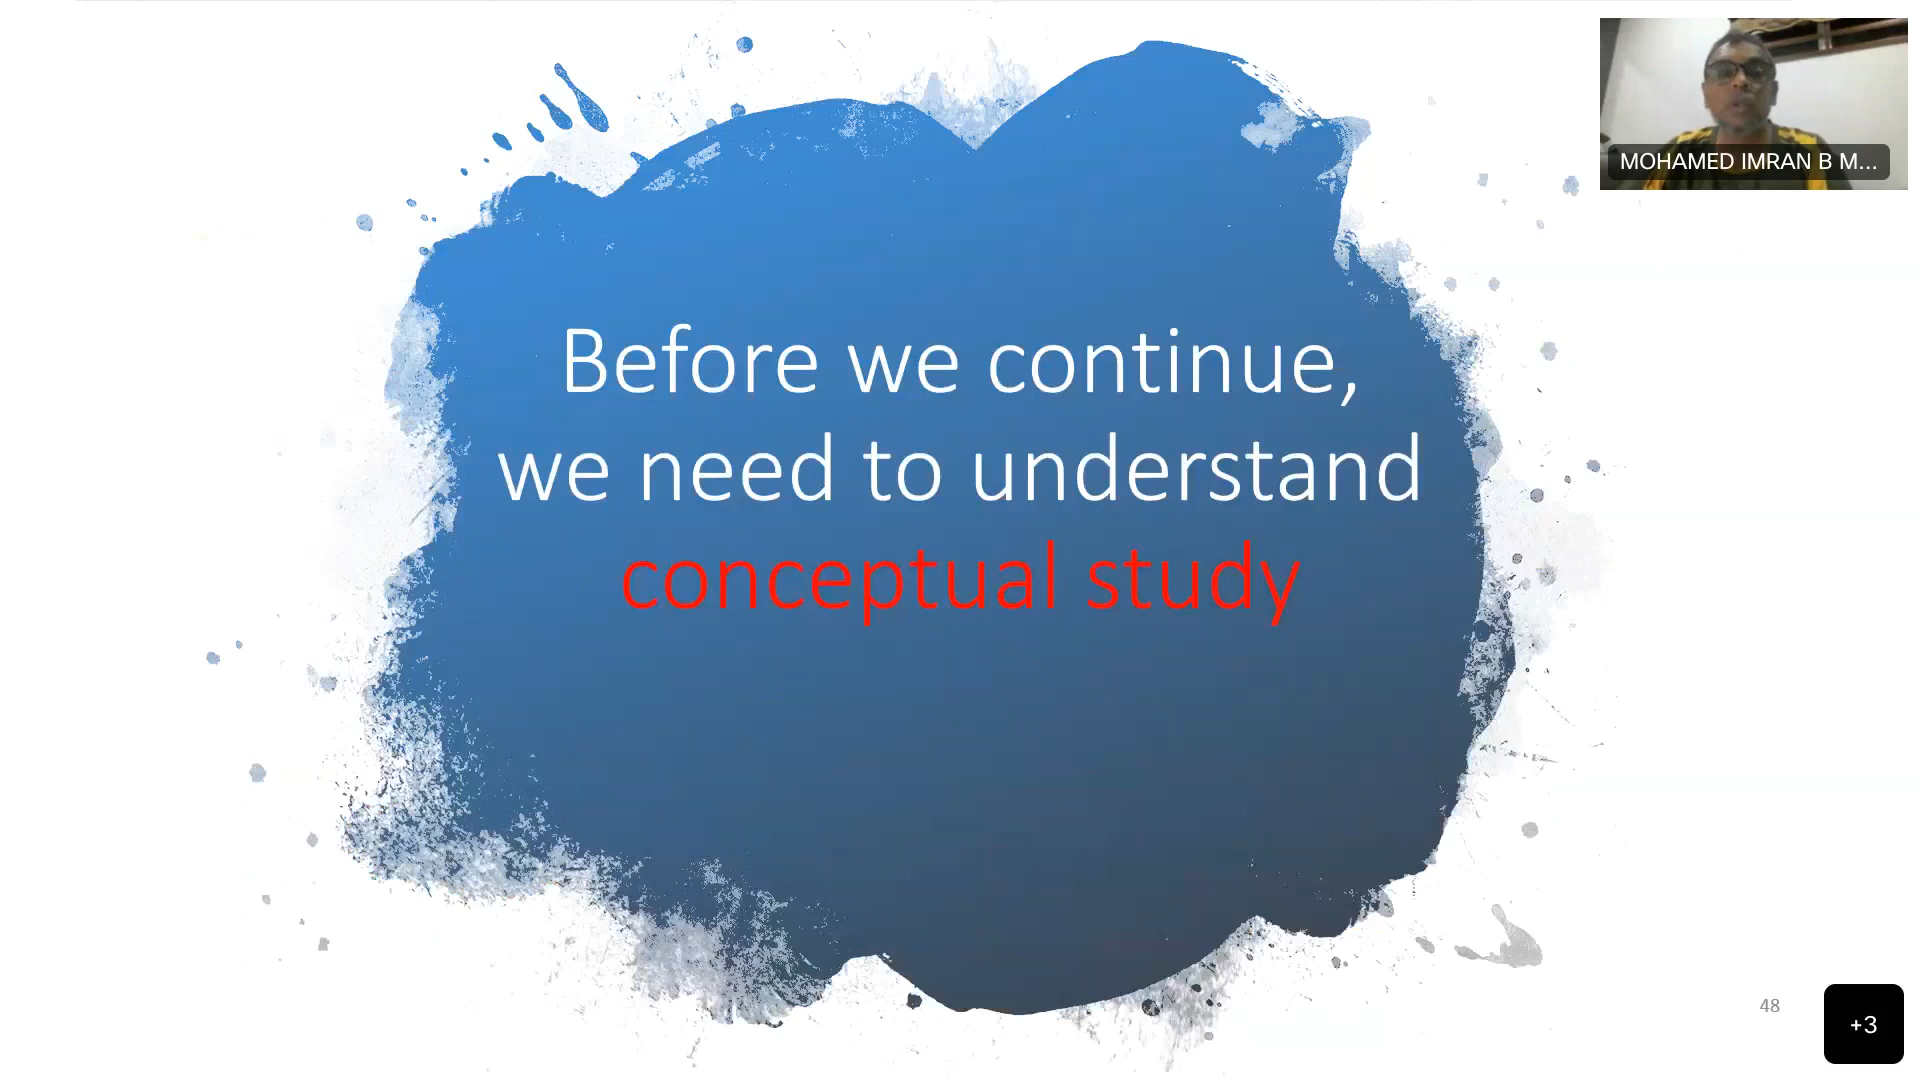 Before we continue,
we need to understand
conceptual study
MOHAMED IMRAN B M...
48
+3